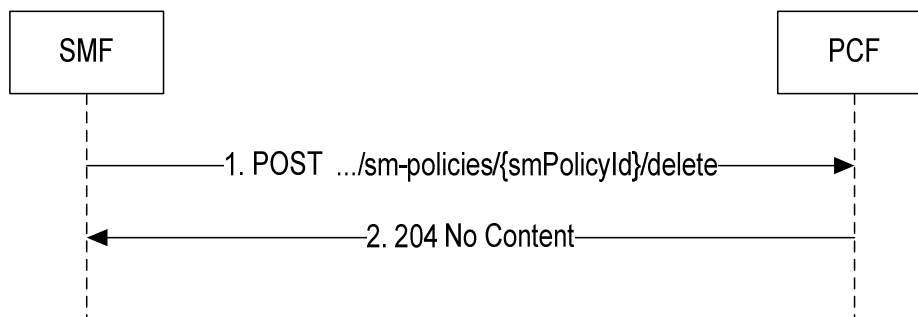 SMF
PCF
1. POST .../sm-policies/{smPolicyId}/delete
2. 204 No Content